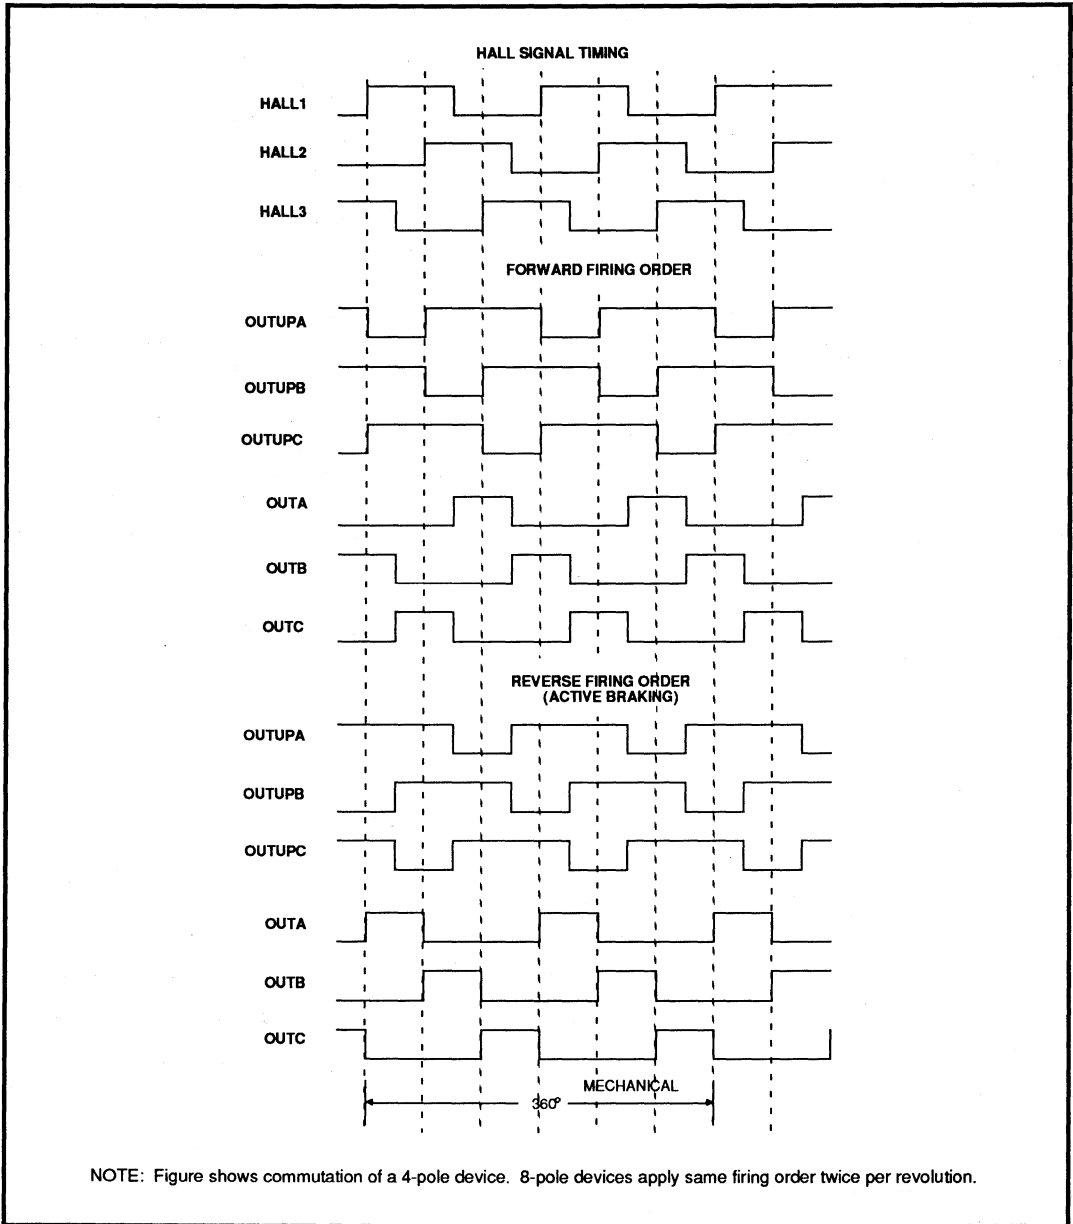 HALL SIGNAL TIMING
HALL1
HALL2
HALL3
FORWARD FIRING ORDER
OUTUPA
OUTUPB
OUTUPC
OUTA
OUTB
OUTC
REVERSE FIRING ORDER
(ACTIVE BRAKING)
OUTUPA
OUTUPB
OUTUPC
OUTA
OUTB
OUTC
MECHANICAL
360°
NOTE: Figure shows commutation of a 4-pole device. 8-pole devices apply same firing order twice per revolution.